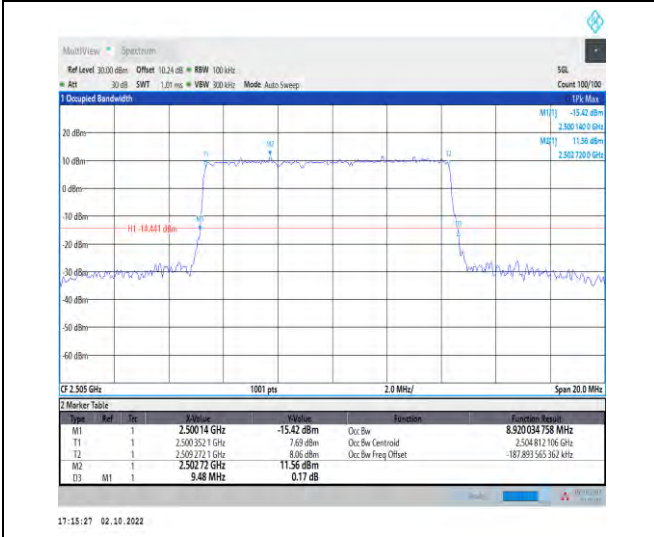 MultiView Spectrum
Ref Level 30.00 dBm Offset 10.24 dB RBW 100 kHz SGL
Att 30 dB SWT 1.01 ms VBW 300 kHz Mode Auto Sweep Count 100/100
1 Occupied Bandwidth 1Pk Max
M1[1] -15.42 dBm
2.500 140 0 GHz
M2[1] 11.56 dBm
2.502 720 0 GHz
20 dBm
M2
T1 T2
10 dBm
0 dBm
-10 dBm
M1
D3
H1 -14.441 dBm
-20 dBm
-30 dBm
-40 dBm
-50 dBm
-60 dBm
CF 2.505 GHz 1001 pts 2.0 MHz/ Span 20.0 MHz
2 Marker Table
Type Ref Trc X-Value Y-Value Function Function Result
M1 1 2.500 14 GHz -15.42 dBm Occ Bw 8.920 034 758 MHz
T1 1 2.500 352 1 GHz 7.69 dBm Occ Bw Centroid 2.504 812 106 GHz
T2 1 2.509 272 1 GHz 8.06 dBm Occ Bw Freq Offset -187.893 565 362 kHz
M2 1 2.502 72 GHz 11.56 dBm
D3 M1 1 9.48 MHz 0.17 dB
17:15:27 02.10.2022